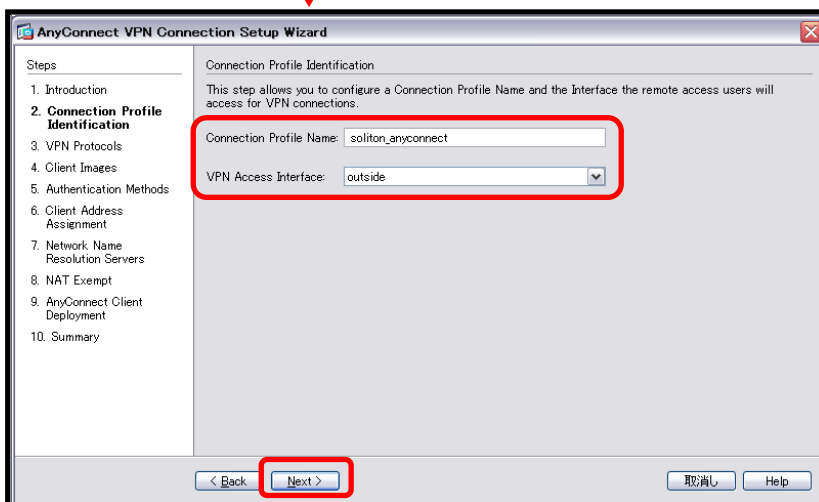 AnyConnect VPN Connection Setup Wizard
Steps
1. Introduction
2. Connection Profile
Identification
3. VPN Protocols
4. Client Images
5. Authentication Methods
6. Client Address
Assignment
7. Network Name
Resolution Servers
8. NAT Exempt
9. AnyConnect Client
Deployment
10. Summary
Connection Profile Identification
This step allows you to configure a Connection Profile Name and the Interface the remote access users will
access for VPN connections.
Connection Profile Name: soliton_anyconnect
VPN Access Interface: outside
< Back
Next >
取消し
Help